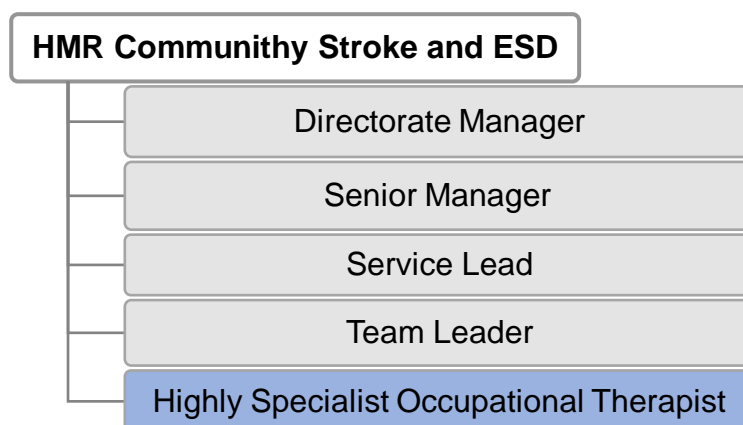 HMR Communithy Stroke and ESD
Directorate Manager
Senior Manager
Service Lead
Team Leader
Highly Specialist Occupational Therapist